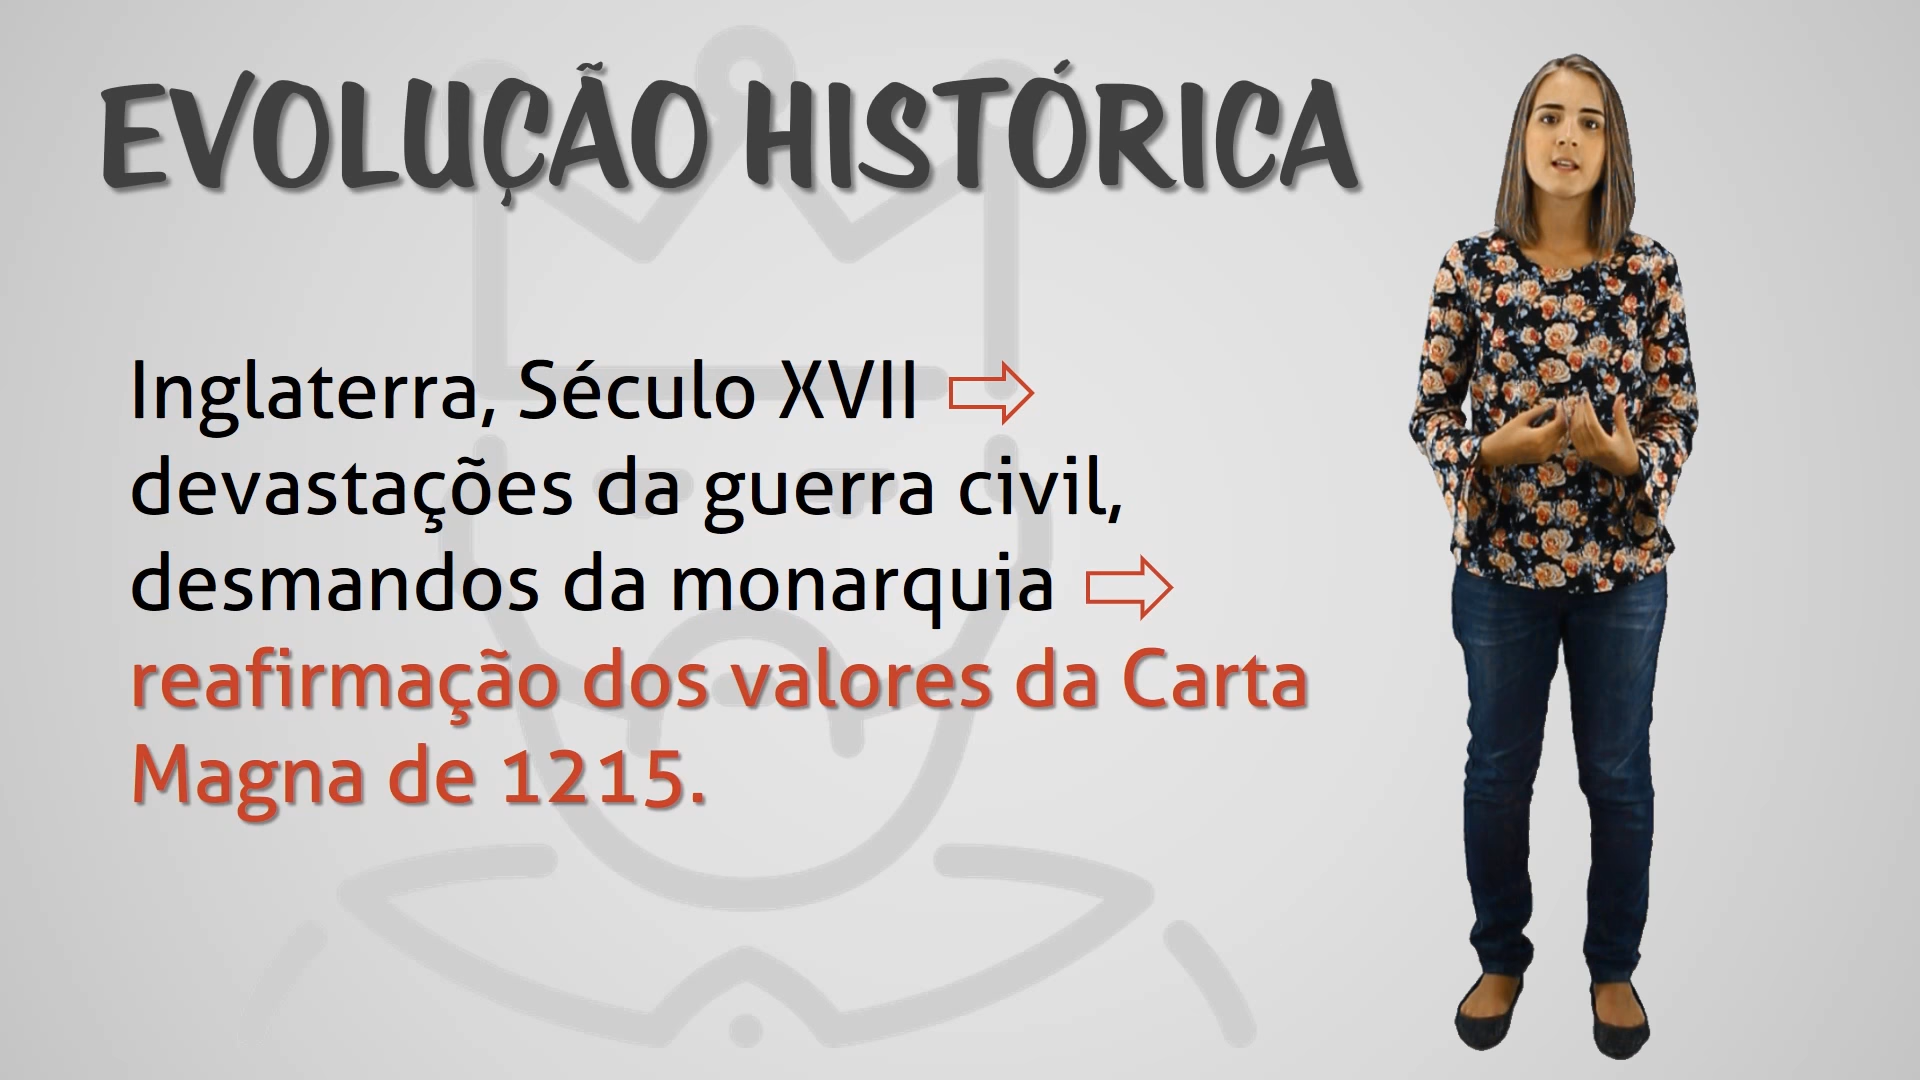 EVOLUÇÃO HISTÓRICA
Inglaterra, Século XVII ⇨
devastações da guerra civil,
desmandos da monarquia ⇨
reafirmação dos valores da Carta
Magna de 1215.